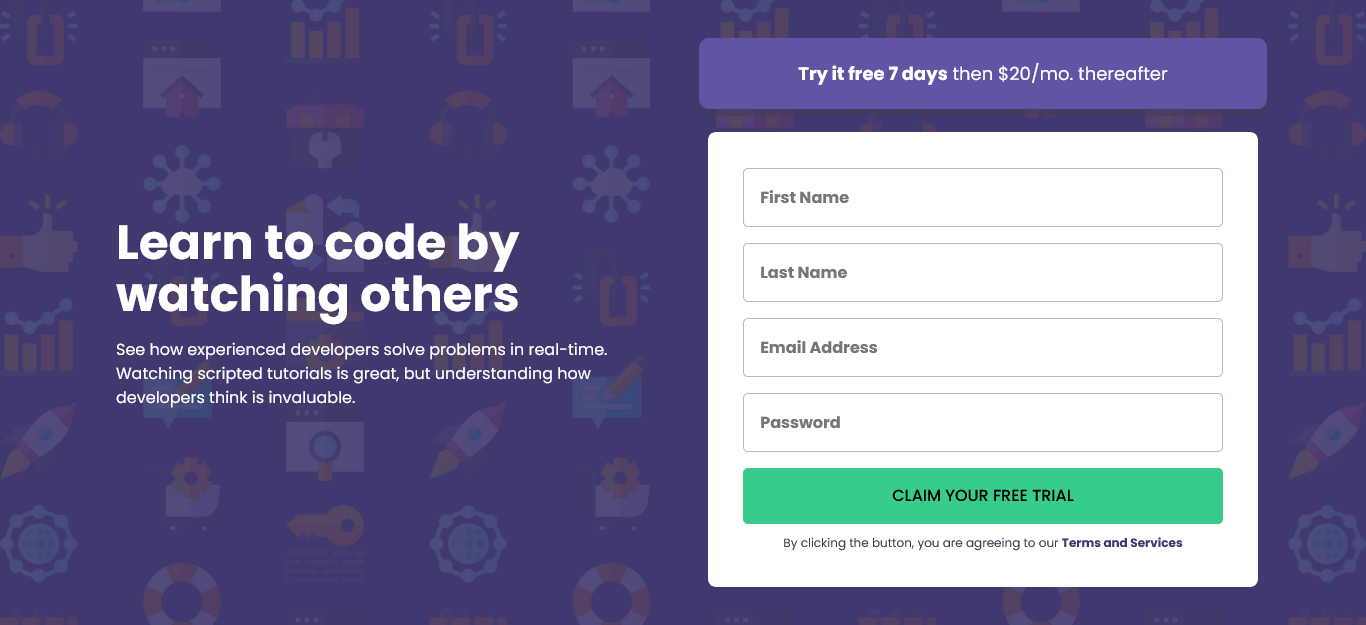 Learn to code by
watching others
See how experienced developers solve problems in real-time.
Watching scripted tutorials is great, but understanding how
developers think is invaluable.
Try it free 7 days then $20/mo. thereafter
First Name
Last Name
Email Address
Password
CLAIM YOUR FREE TRIAL
By clicking the button, you are agreeing to our Terms and Services